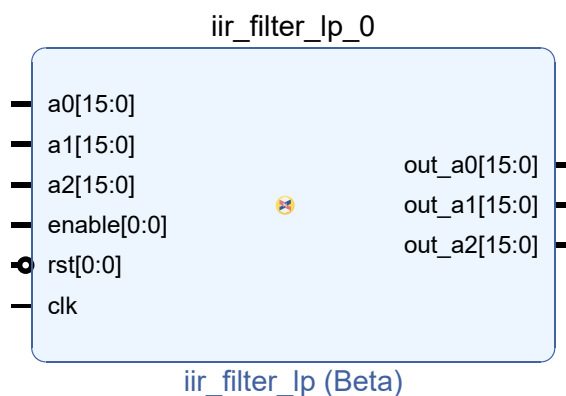 iir_filter_lp_0
a0[15:0]
a1[15:0]
a2[15:0]
enable[0:0]
rst[0:0]
clk
out_a0[15:0]
out_a1[15:0]
out_a2[15:0]
iir_filter_lp (Beta)